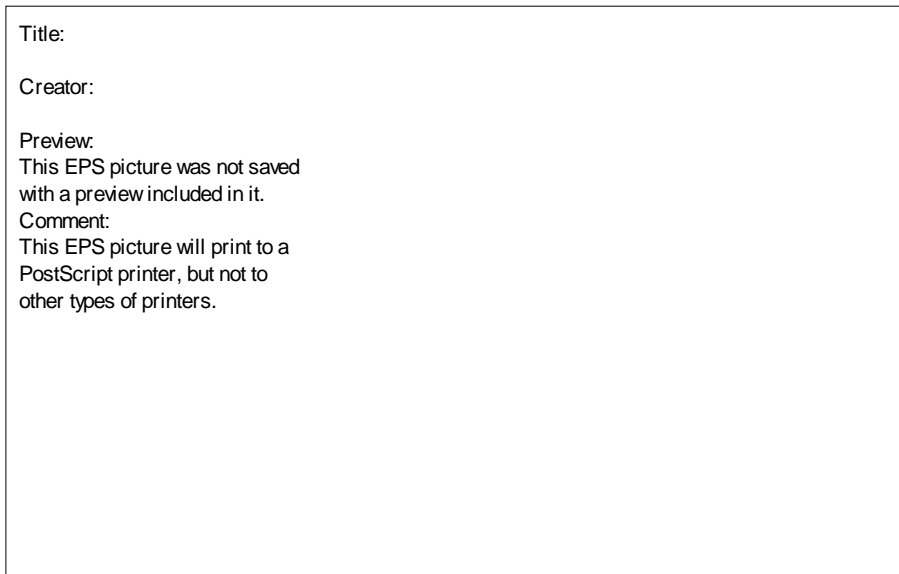 Title:
Creator:
Preview:
This EPS picture was not saved
with a preview included in it.
Comment:
This EPS picture will print to a
PostScript printer, but not to
other types of printers.